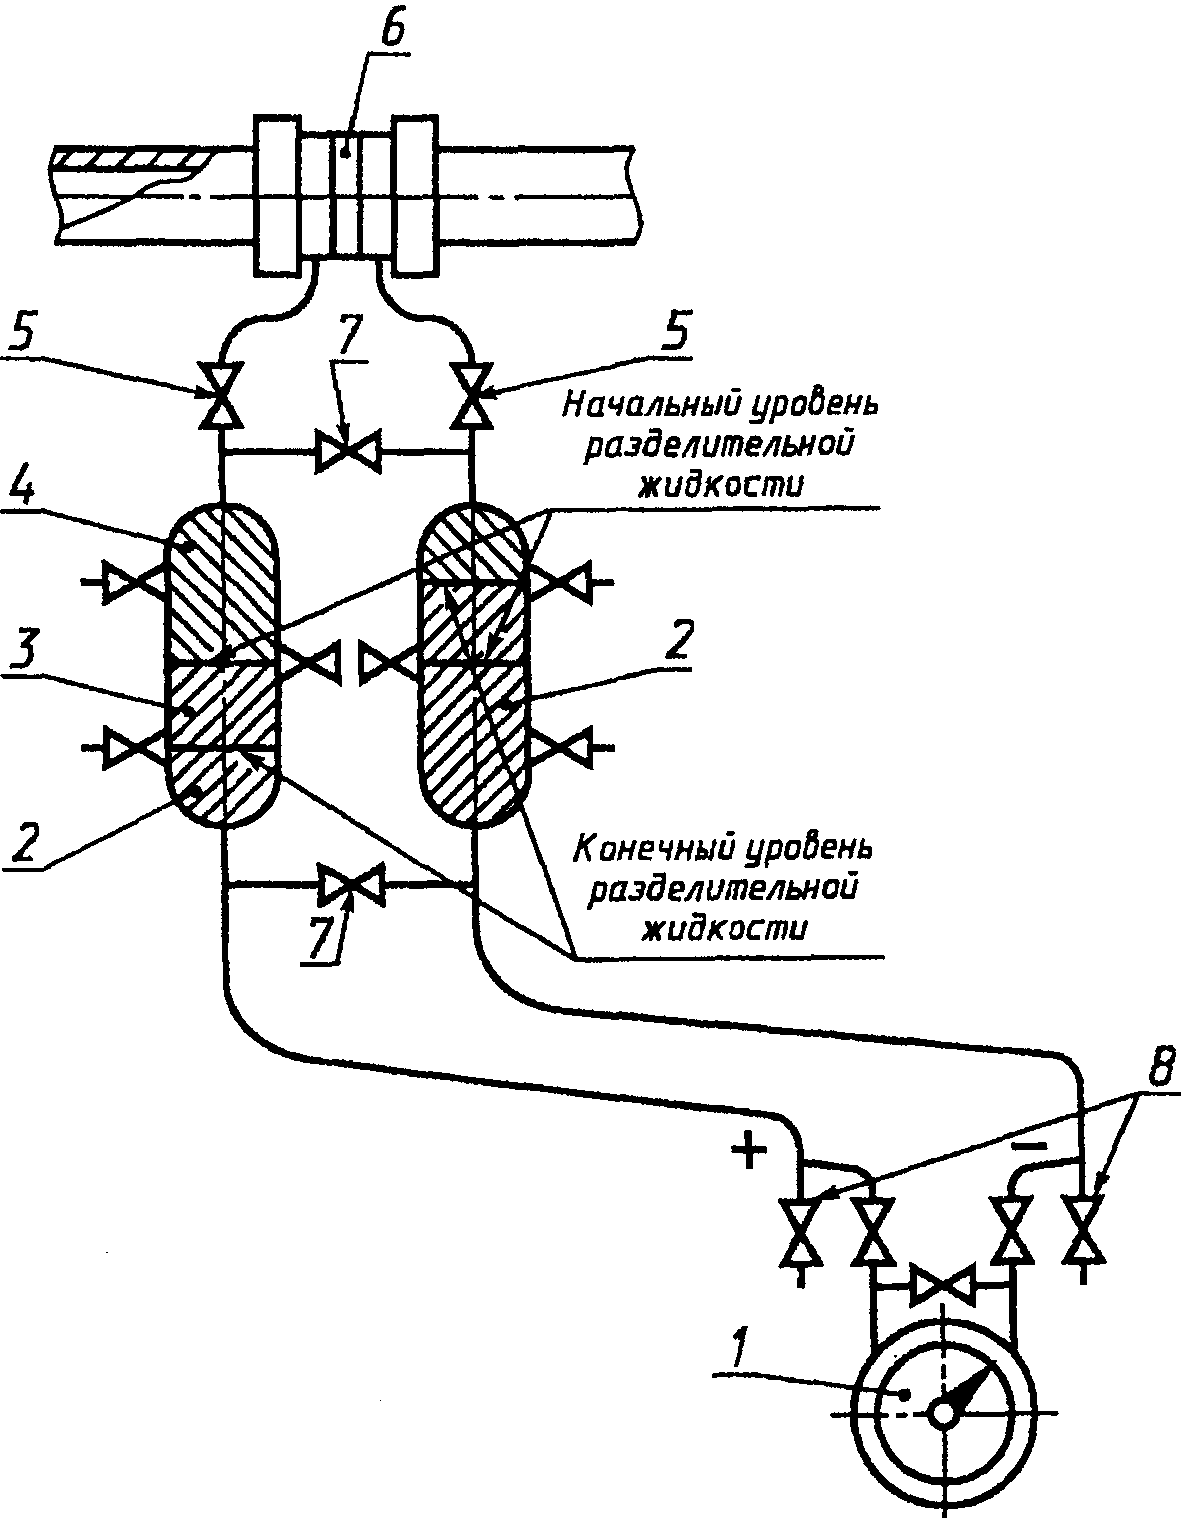 6
5
7
5
Начальный уровень
разделительной
жидкости
4
3
2
2
Конечный уровень
разделительной
жидкости
7
8
+
−
1